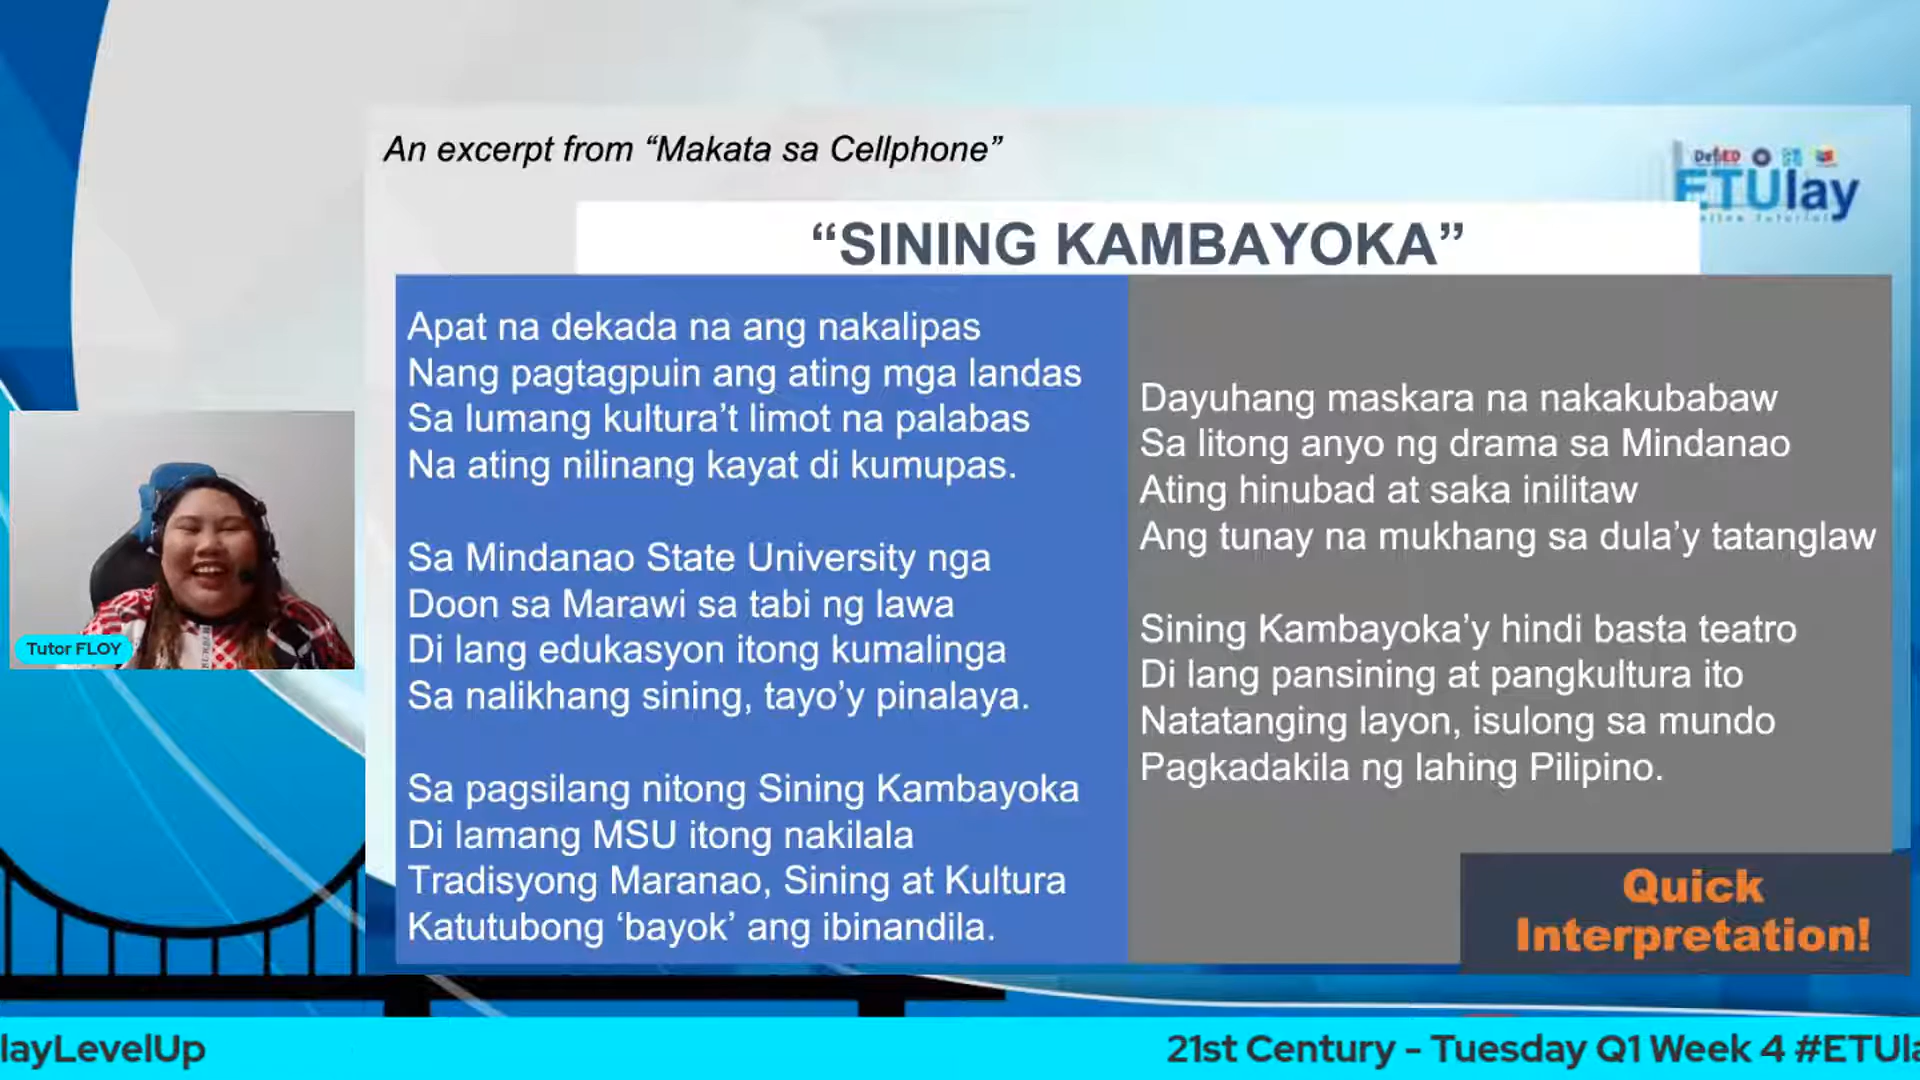 An excerpt from “Makata sa Cellphone”
DepED
ETUlay
“SINING KAMBAYOKA”
Apat na dekada na ang nakalipas
Nang pagtagpuin ang ating mga landas
Sa lumang kultura’t limot na palabas
Na ating nilinang kayat di kumupas.
Sa Mindanao State University nga
Doon sa Marawi sa tabi ng lawa
Di lang edukasyon itong kumalinga
Sa nalikhang sining, tayo’y pinalaya.
Sa pagsilang nitong Sining Kambayoka
Di lamang MSU itong nakilala
Tradisyong Maranao, Sining at Kultura
Katutubong ‘bayok’ ang ibinandila.
Dayuhang maskara na nakakubabaw
Sa litong anyo ng drama sa Mindanao
Ating hinubad at saka inilitaw
Ang tunay na mukhang sa dula’y tatanglaw
Sining Kambayoka’y hindi basta teatro
Di lang pansining at pangkultura ito
Natatanging layon, isulong sa mundo
Pagkadakila ng lahing Pilipino.
Quick
Interpretation!
Tutor FLOY
layLevelUp
21st Century - Tuesday Q1 Week 4 #ETUla